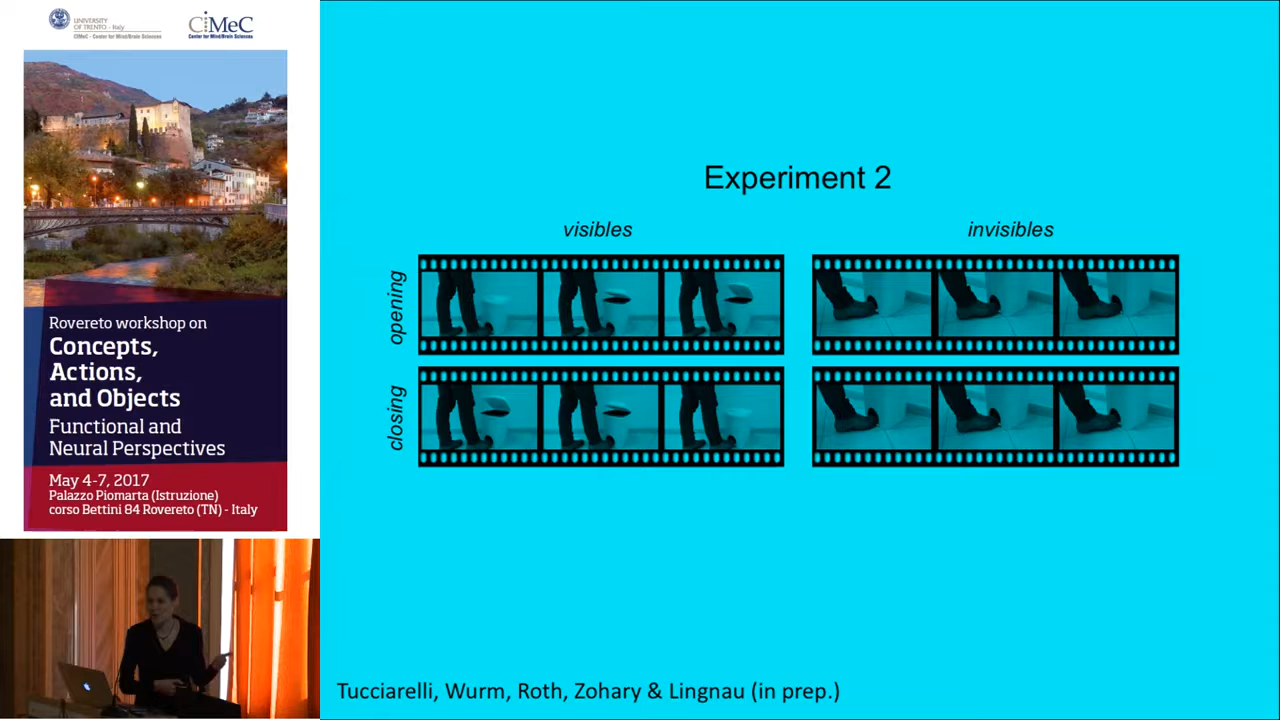 UNIVERSITY
OF TRENTO - Italy
CIMeC - Center for Mind/Brain Sciences
CiMeC
Center for Mind/Brain Sciences
Rovereto workshop on
Concepts,
Actions,
and Objects
Functional and
Neural Perspectives
May 4-7, 2017
Palazzo Piomarta (Istruzione)
corso Bettini 84 Rovereto (TN) - Italy
Experiment 2
visibles
invisibles
opening
closing
Tucciarelli, Wurm, Roth, Zohary & Lingnau (in prep.)